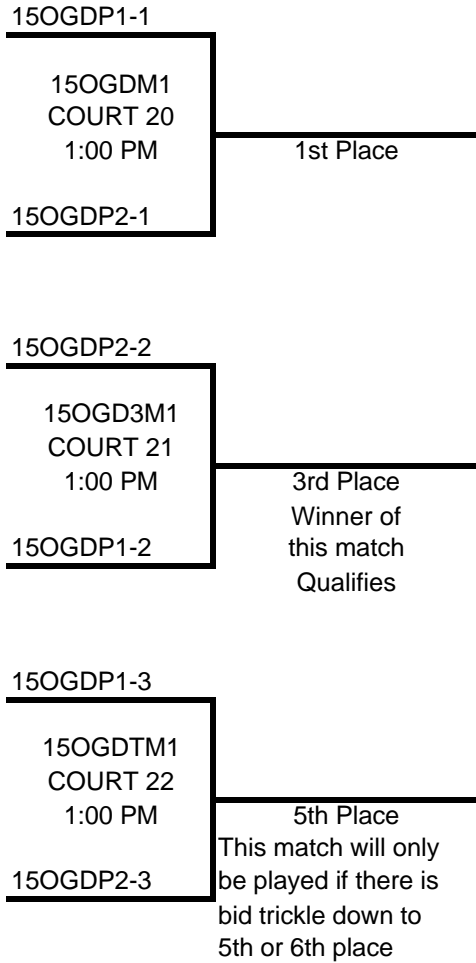 15OGDP1-1
15OGDM1
COURT 20
1:00 PM
1st Place
15OGDP2-1
15OGDP2-2
15OGD3M1
COURT 21
1:00 PM
3rd Place
Winner of
15OGDP1-2
this match
Qualifies
15OGDP1-3
15OGDTM1
COURT 22
1:00 PM
5th Place
This match will only
15OGDP2-3
be played if there is
bid trickle down to
5th or 6th place